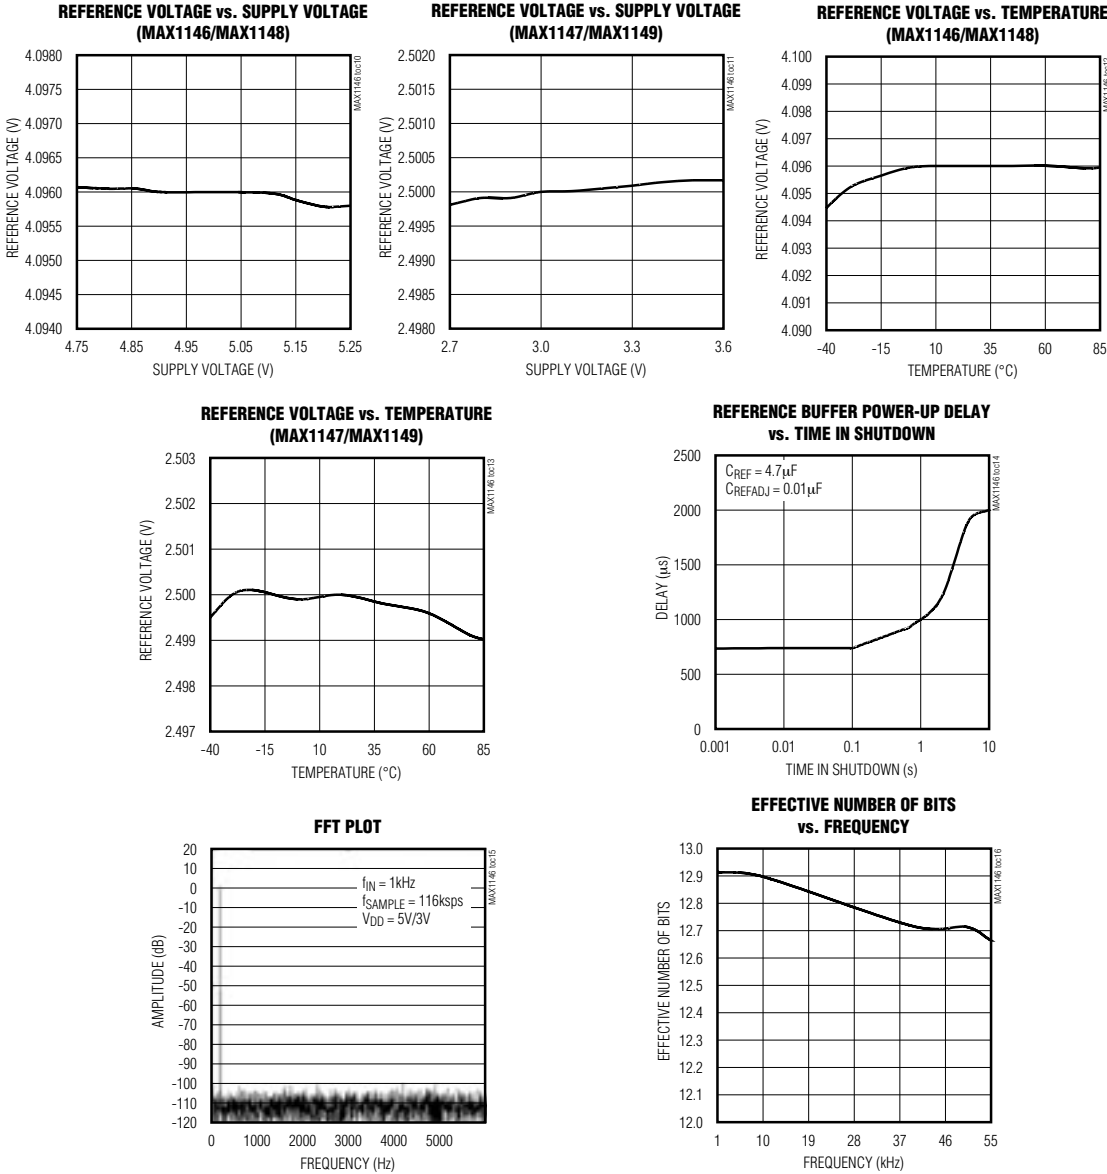 REFERENCE VOLTAGE vs. SUPPLY VOLTAGE
(MAX1146/MAX1148)
4.0980
4.0975
4.0970
4.0965
4.0960
4.0955
4.0950
4.0945
4.0940
REFERENCE VOLTAGE (V)
MAX1146 toc10
4.75 4.85 4.95 5.05 5.15 5.25
SUPPLY VOLTAGE (V)
REFERENCE VOLTAGE vs. SUPPLY VOLTAGE
(MAX1147/MAX1149)
2.5020
2.5015
2.5010
2.5005
2.5000
2.4995
2.4990
2.4985
2.4980
REFERENCE VOLTAGE (V)
MAX1146 toc11
2.7 3.0 3.3 3.6
SUPPLY VOLTAGE (V)
REFERENCE VOLTAGE vs. TEMPERATURE
(MAX1146/MAX1148)
4.100
4.099
4.098
4.097
4.096
4.095
4.094
4.093
4.092
4.091
4.090
REFERENCE VOLTAGE (V)
MAX1146 toc12
-40 -15 10 35 60 85
TEMPERATURE (°C)
REFERENCE VOLTAGE vs. TEMPERATURE
(MAX1147/MAX1149)
2.503
2.502
2.501
2.500
2.499
2.498
2.497
REFERENCE VOLTAGE (V)
MAX1146 toc13
-40 -15 10 35 60 85
TEMPERATURE (°C)
REFERENCE BUFFER POWER-UP DELAY
vs. TIME IN SHUTDOWN
2500
2000
1500
1000
500
0
DELAY (µs)
CREF = 4.7µF
CREFADJ = 0.01µF
MAX1146 toc14
0.001 0.01 0.1 1 10
TIME IN SHUTDOWN (s)
FFT PLOT
20
10
0
-10
-20
-30
-40
-50
-60
-70
-80
-90
-100
-110
-120
AMPLITUDE (dB)
fIN = 1kHz
fSAMPLE = 116ksps
VDD = 5V/3V
MAX1146 toc15
0 1000 2000 3000 4000 5000
FREQUENCY (Hz)
EFFECTIVE NUMBER OF BITS
vs. FREQUENCY
13.0
12.9
12.8
12.7
12.6
12.5
12.4
12.3
12.2
12.1
12.0
EFFECTIVE NUMBER OF BITS
MAX1146 toc16
1 10 19 28 37 46 55
FREQUENCY (kHz)